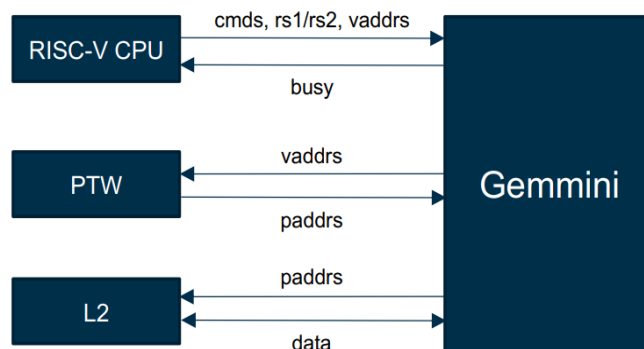 cmds, rs1/rs2, vaddrs
RISC-V CPU
busy
vaddrs
PTW
Gemmini
paddrs
paddrs
L2
data